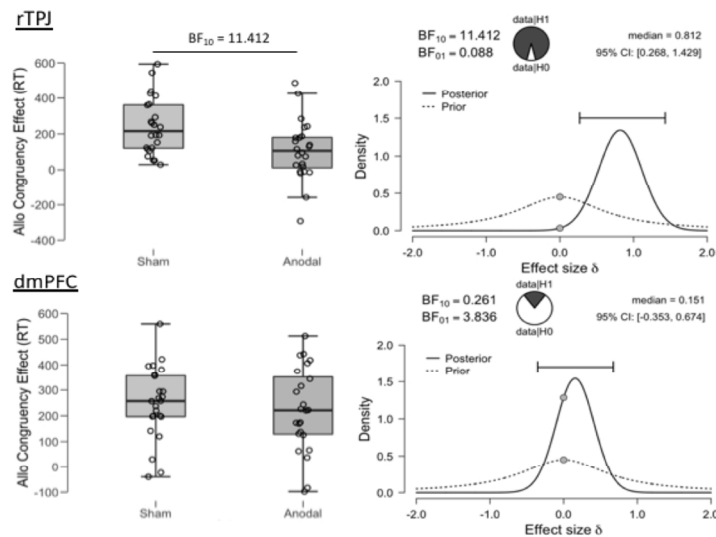 rTPJ
BF10 = 11.412
Allo Congruency Effect (RT)
600
400
200
0
-200
-400
Sham
Anodal
BF10 = 11.412
BF01 = 0.088
data|H1
data|H0
median = 0.812
95% CI: [0.268, 1.429]
Posterior
Prior
Density
2.0
1.5
1.0
0.5
0.0
-2.0
-1.0
0.0
1.0
2.0
Effect size δ
dmPFC
Allo Congruency Effect (RT)
600
500
400
300
200
100
0
-100
Sham
Anodal
BF10 = 0.261
BF01 = 3.836
data|H1
data|H0
median = 0.151
95% CI: [-0.353, 0.674]
Posterior
Prior
Density
2.0
1.5
1.0
0.5
0.0
-2.0
-1.0
0.0
1.0
2.0
Effect size δ